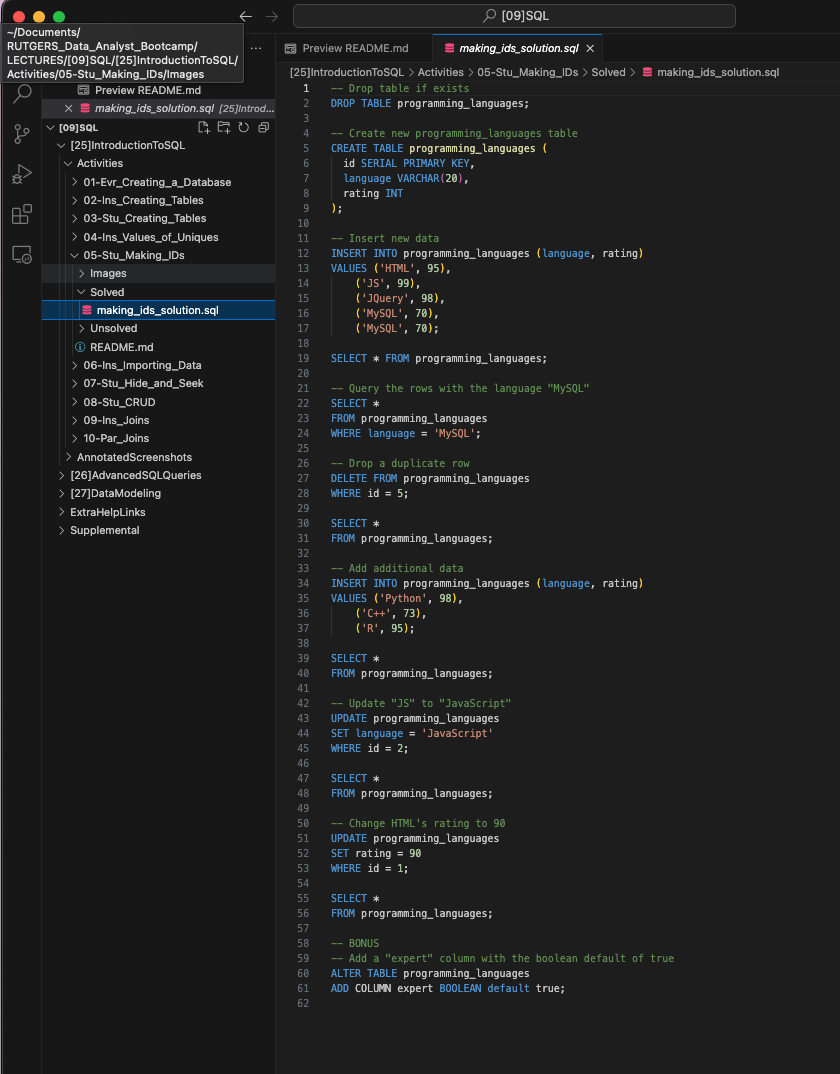 [09]SQL
~/Documents/
RUTGERS_Data_Analyst_Bootcamp/
LECTURES/[09]SQL/[25]IntroductionToSQL/
Activities/05-Stu_Making_IDs/Images
...
Preview README.md
making_ids_solution.sql
[25]IntroductionToSQL > Activities > 05-Stu_Making_IDs > Solved > making_ids_solution.sql
Preview README.md
making_ids_solution.sql [25]Introd...
[09]SQL
[25]IntroductionToSQL
Activities
01-Evr_Creating_a_Database
02-Ins_Creating_Tables
03-Stu_Creating_Tables
04-Ins_Values_of_Uniques
05-Stu_Making_IDs
Images
Solved
making_ids_solution.sql
Unsolved
README.md
06-Ins_Importing_Data
07-Stu_Hide_and_Seek
08-Stu_CRUD
09-Ins_Joins
10-Par_Joins
AnnotatedScreenshots
[26]AdvancedSQLQueries
[27]DataModeling
ExtraHelpLinks
Supplemental
1 -- Drop table if exists
2 DROP TABLE programming_languages;
3
4 -- Create new programming_languages table
5 CREATE TABLE programming_languages (
6 id SERIAL PRIMARY KEY,
7 language VARCHAR(20),
8 rating INT
9 );
10
11 -- Insert new data
12 INSERT INTO programming_languages (language, rating)
13 VALUES ('HTML', 95),
14 ('JS', 99),
15 ('JQuery', 98),
16 ('MySQL', 70),
17 ('MySQL', 70);
18
19 SELECT * FROM programming_languages;
20
21 -- Query the rows with the language "MySQL"
22 SELECT *
23 FROM programming_languages
24 WHERE language = 'MySQL';
25
26 -- Drop a duplicate row
27 DELETE FROM programming_languages
28 WHERE id = 5;
29
30 SELECT *
31 FROM programming_languages;
32
33 -- Add additional data
34 INSERT INTO programming_languages (language, rating)
35 VALUES ('Python', 98),
36 ('C++', 73),
37 ('R', 95);
38
39 SELECT *
40 FROM programming_languages;
41
42 -- Update "JS" to "JavaScript"
43 UPDATE programming_languages
44 SET language = 'JavaScript'
45 WHERE id = 2;
46
47 SELECT *
48 FROM programming_languages;
49
50 -- Change HTML's rating to 90
51 UPDATE programming_languages
52 SET rating = 90
53 WHERE id = 1;
54
55 SELECT *
56 FROM programming_languages;
57
58 -- BONUS
59 -- Add a "expert" column with the boolean default of true
60 ALTER TABLE programming_languages
61 ADD COLUMN expert BOOLEAN default true;
62